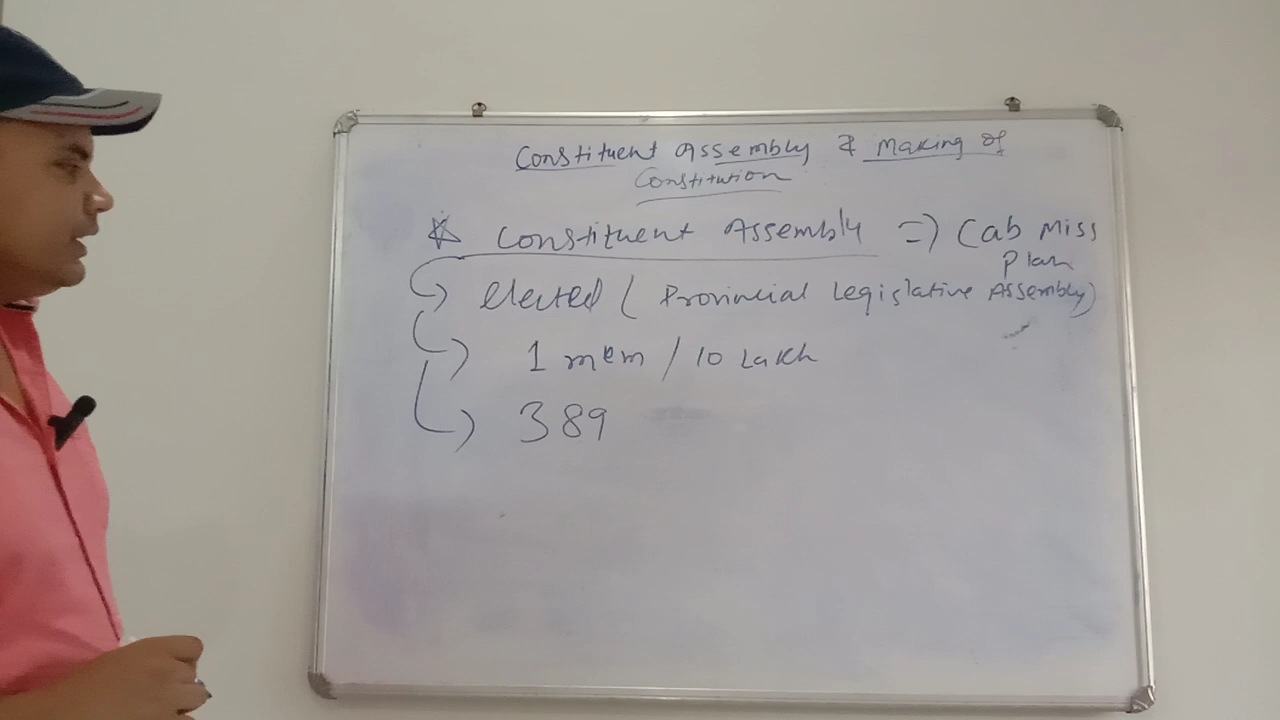 Constituent Assembly & Making of
Constitution
☆ Constituent Assembly => Cab Miss
Plan
elected ( Provincial Legislative Assembly)
1 mem / 10 Lakh
389